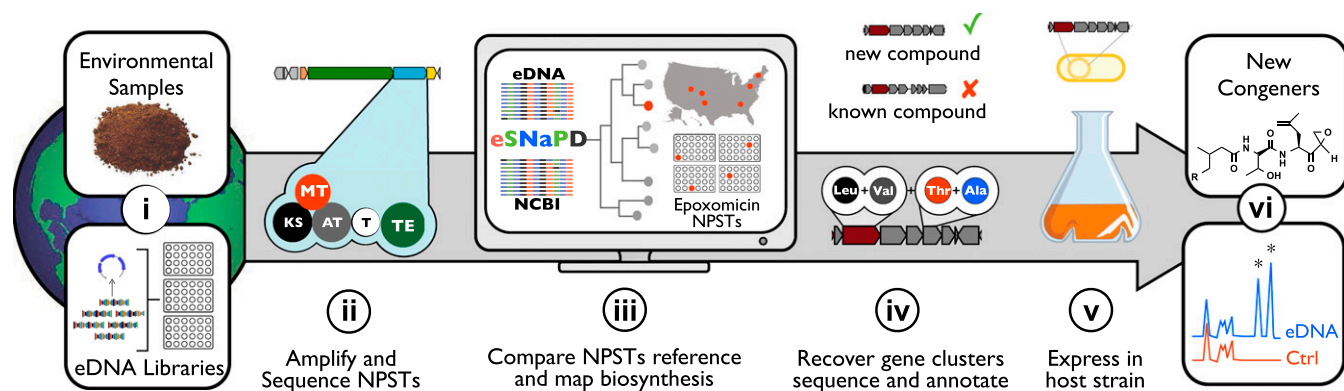 Environmental
Samples
i
eDNA Libraries
MT
KS
AT
T
TE
ii
Amplify and
Sequence NPSTs
eDNA
eSNaPD
NCBI
Epoxomicin
NPSTs
iii
Compare NPSTs reference
and map biosynthesis
new compound
known compound
Leu + Val + Thr + Ala
iv
Recover gene clusters
sequence and annotate
v
Express in
host strain
New
Congeners
R
O
H
N
O
OH
H
N
O
O
H
vi
* *
eDNA
Ctrl